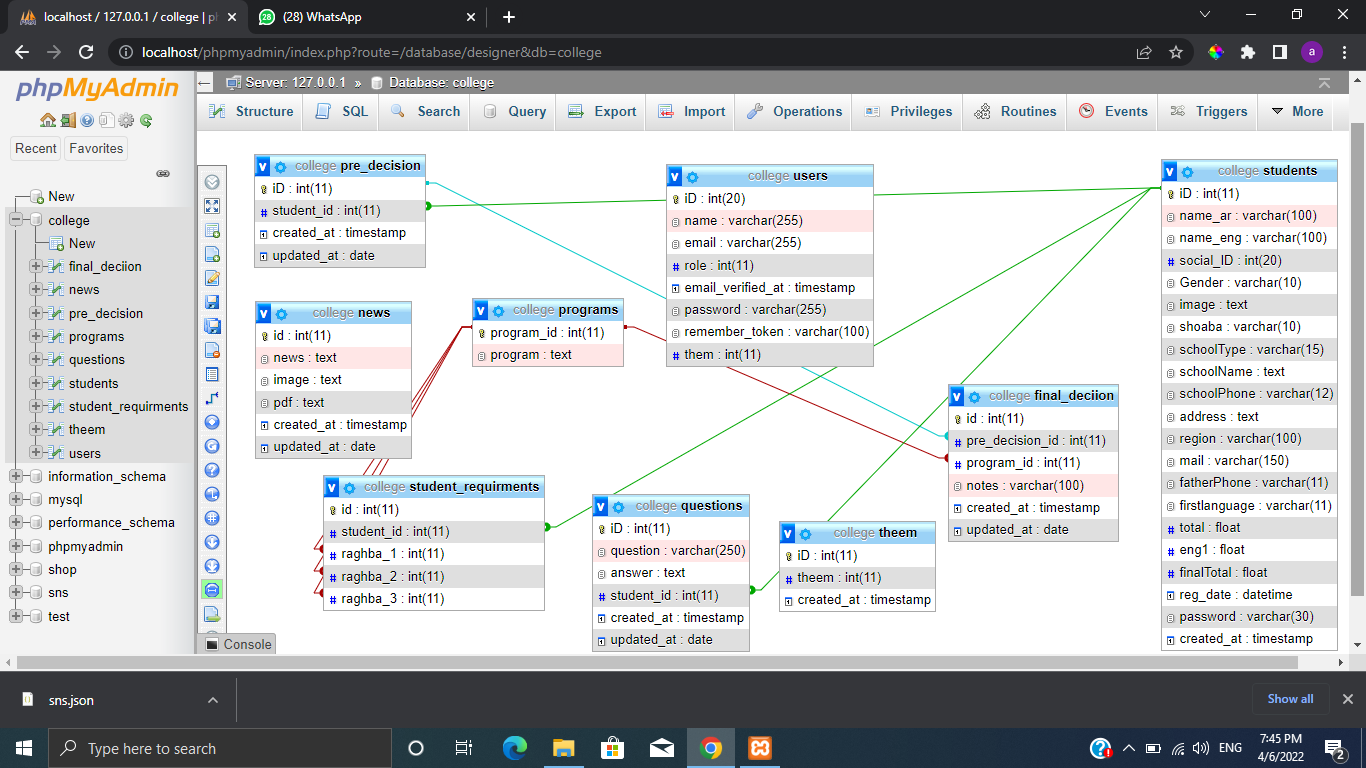 localhost / 127.0.0.1 / college | p
(28) WhatsApp
localhost/phpmyadmin/index.php?route=/database/designer&db=college
a
phpMyAdmin
Recent
Favorites
New
college
New
final_deciion
news
pre_decision
programs
questions
students
student_requirments
theem
users
information_schema
mysql
performance_schema
phpmyadmin
shop
sns
test
Server: 127.0.0.1 » Database: college
Structure
SQL
Search
Query
Export
Import
Operations
Privileges
Routines
Events
Triggers
More
college pre_decision
iD : int(11)
student_id : int(11)
created_at : timestamp
updated_at : date
college news
id : int(11)
news : text
image : text
pdf : text
created_at : timestamp
updated_at : date
college programs
program_id : int(11)
program : text
college student_requirments
id : int(11)
student_id : int(11)
raghba_1 : int(11)
raghba_2 : int(11)
raghba_3 : int(11)
college users
iD : int(20)
name : varchar(255)
email : varchar(255)
role : int(11)
email_verified_at : timestamp
password : varchar(255)
remember_token : varchar(100)
them : int(11)
college questions
iD : int(11)
question : varchar(250)
answer : text
student_id : int(11)
created_at : timestamp
updated_at : date
college theem
iD : int(11)
theem : int(11)
created_at : timestamp
college final_deciion
id : int(11)
pre_decision_id : int(11)
program_id : int(11)
notes : varchar(100)
created_at : timestamp
updated_at : date
college students
iD : int(11)
name_ar : varchar(100)
name_eng : varchar(100)
social_ID : int(20)
Gender : varchar(10)
image : text
shoaba : varchar(10)
schoolType : varchar(15)
schoolName : text
schoolPhone : varchar(12)
address : text
region : varchar(100)
mail : varchar(150)
fatherPhone : varchar(11)
firstlanguage : varchar(11)
total : float
eng1 : float
finalTotal : float
reg_date : datetime
password : varchar(30)
created_at : timestamp
Console
sns.json
Show all
Type here to search
ENG
7:45 PM
4/6/2022
2